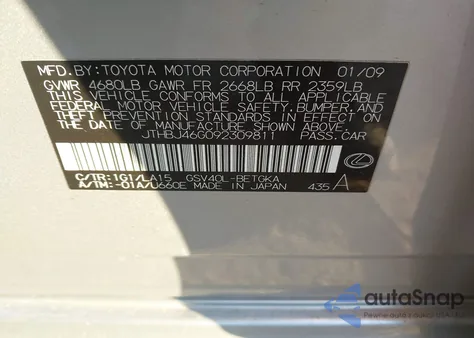 MFD.BY:TOYOTA MOTOR CORPORATION 01/09
GVWR 4680LB GAWR FR 2668LB RR 2359LB
THIS VEHICLE CONFORMS TO ALL APPLICABLE
FEDERAL MOTOR VEHICLE SAFETY,BUMPER,AND
THEFT PREVENTION STANDARDS IN EFFECT ON
THE DATE OF MANUFACTURE SHOWN ABOVE.
JTHBJ46G092309811 PASS.CAR
C/TR:1G1/LA15 GSV40L-BETGKA
A/TM:-01A/U660E MADE IN JAPAN 435 A
autoSnap